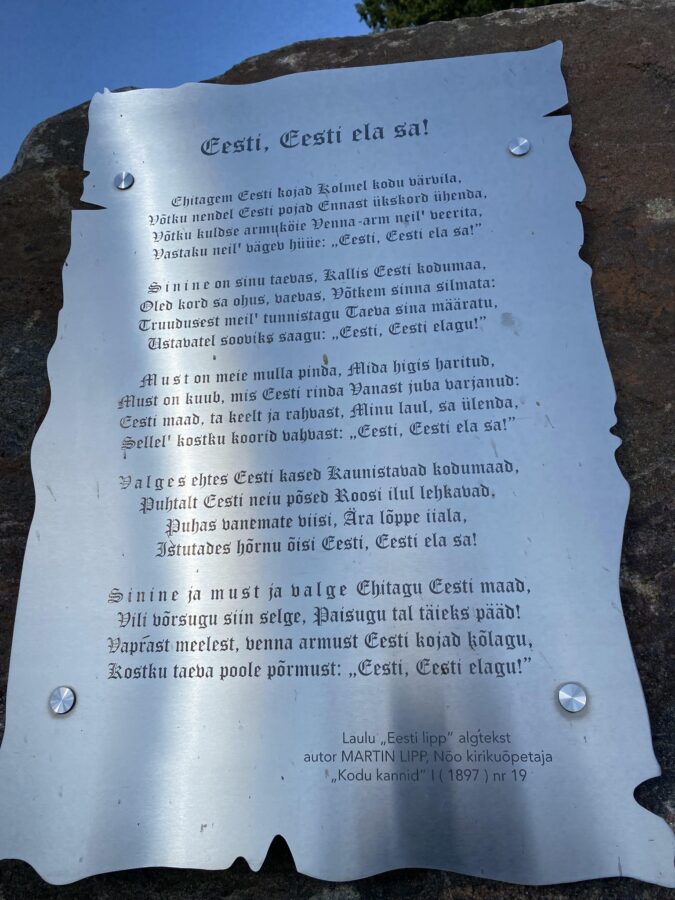 Eesti, Eesti ela sa!
Ehitagem Eesti kojad Kolmel kodu värvila,
Võtku nendel Eesti pojad Ennast ükskord ühenda,
Võtku kuldse armuköie Venna-arm neil' veerita,
Vastaku neil' vägev hüüe: „Eesti, Eesti ela sa!”
Sinine on sinu taevas, Kallis Eesti kodumaa,
Oled kord sa ohus, vaevas, Võtkem sinna silmata:
Truudusest meil' tunnistagu Taeva sina määratu,
Ustavatel sooviks saagu: „Eesti, Eesti elagu!”
Must on meie mulla pinda, Mida higis haritud,
Must on kuub, mis Eesti rinda Vanast juba varjanud:
Eesti maad, ta keelt ja rahvast, Minu laul, sa ülenda,
Sellel' kostku koorid vahvast: „Eesti, Eesti ela sa!”
Valges ehtes Eesti kased Kaunistavad kodumaad,
Puhtalt Eesti neiu põsed Roosi ilul lehkavad,
Puhas vanemate viisi, Ära lõppe iiala,
Istutades hõrnu õisi Eesti, Eesti ela sa!
Sinine ja must ja valge Ehitagu Eesti maad,
Vili võrsugu siin selge, Paisugu tal täieks pääd!
Vaprast meelest, venna armust Eesti kojad kõlagu,
Kostku taeva poole põrmust: „Eesti, Eesti elagu!”
Laulu „Eesti lipp” algtekst
autor MARTIN LIPP, Nõo kirikuõpetaja
„Kodu kannid” I ( 1897 ) nr 19